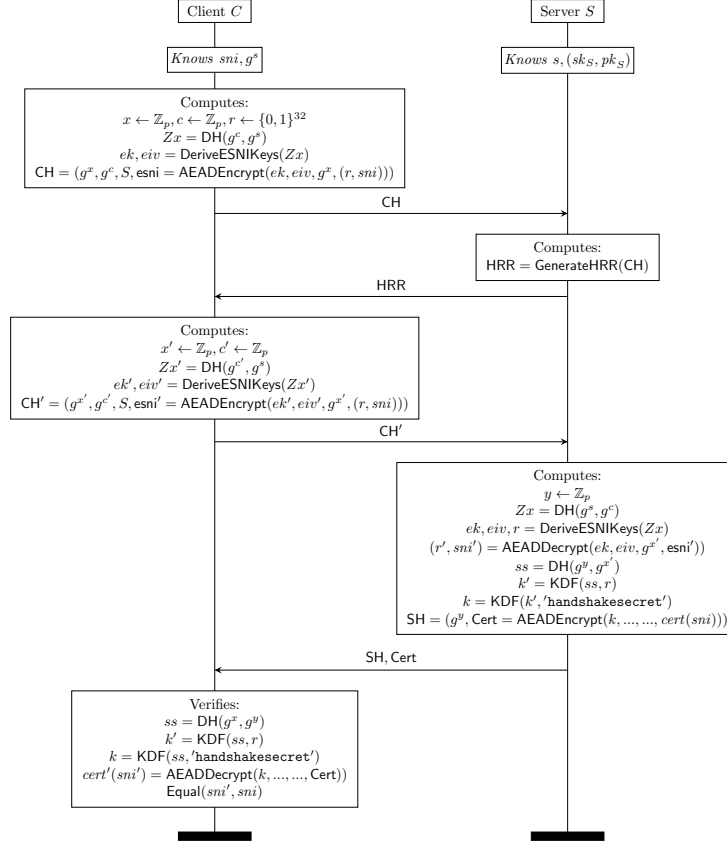 Client C
Server S
Knows sni, g^s
Knows s, (sk_S, pk_S)
Computes:
x ← ℤ_p, c ← ℤ_p, r ← {0, 1}^32
Zx = DH(g^c, g^s)
ek, eiv = DeriveESNIKeys(Zx)
CH = (g^x, g^c, S, esni = AEADEncrypt(ek, eiv, g^x, (r, sni)))
CH
Computes:
HRR = GenerateHRR(CH)
HRR
Computes:
x′ ← ℤ_p, c′ ← ℤ_p
Zx′ = DH(g^c′, g^s)
ek′, eiv′ = DeriveESNIKeys(Zx′)
CH′ = (g^x′, g^c′, S, esni′ = AEADEncrypt(ek′, eiv′, g^x′, (r, sni)))
CH′
Computes:
y ← ℤ_p
Zx = DH(g^s, g^c)
ek, eiv, r = DeriveESNIKeys(Zx)
(r′, sni′) = AEADDecrypt(ek, eiv, g^x′, esni′))
ss = DH(g^y, g^x′)
k′ = KDF(ss, r)
k = KDF(k′, 'handshakesecret')
SH = (g^y, Cert = AEADEncrypt(k, ..., ..., cert(sni)))
SH, Cert
Verifies:
ss = DH(g^x, g^y)
k′ = KDF(ss, r)
k = KDF(ss, 'handshakesecret')
cert′(sni′) = AEADDecrypt(k, ..., ..., Cert))
Equal(sni′, sni)